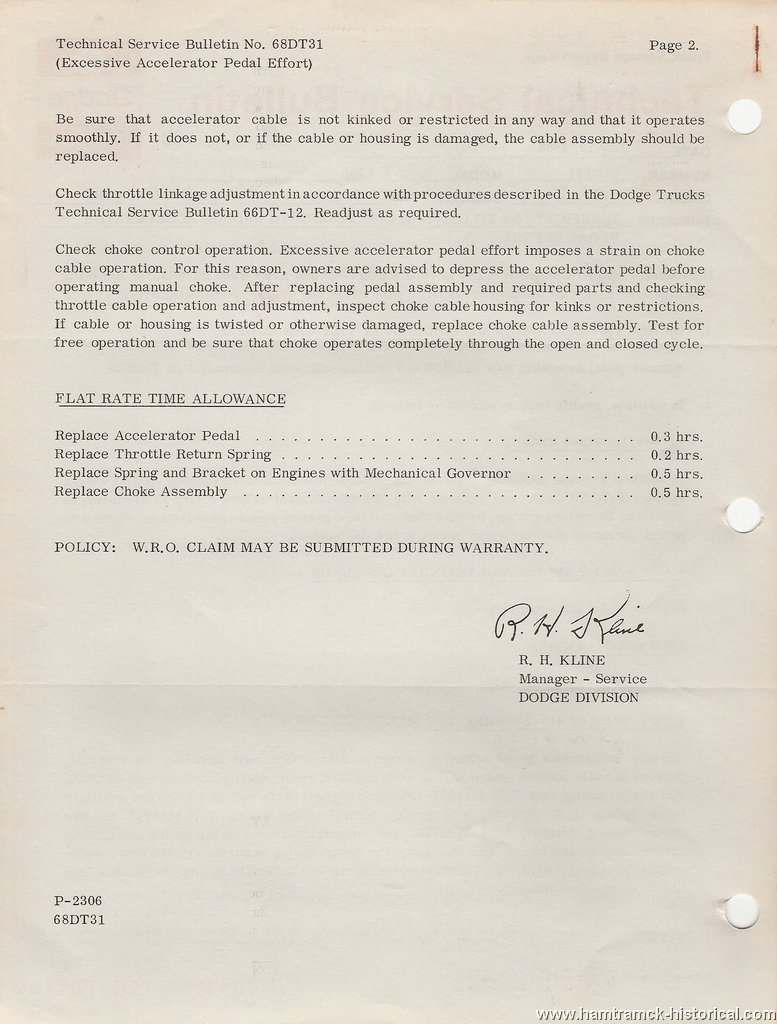 Technical Service Bulletin No. 68DT31 Page 2.
(Excessive Accelerator Pedal Effort)
Be sure that accelerator cable is not kinked or restricted in any way and that it operates
smoothly. If it does not, or if the cable or housing is damaged, the cable assembly should be
replaced.
Check throttle linkage adjustment in accordance with procedures described in the Dodge Trucks
Technical Service Bulletin 66DT-12. Readjust as required.
Check choke control operation. Excessive accelerator pedal effort imposes a strain on choke
cable operation. For this reason, owners are advised to depress the accelerator pedal before
operating manual choke. After replacing pedal assembly and required parts and checking
throttle cable operation and adjustment, inspect choke cable housing for kinks or restrictions.
If cable or housing is twisted or otherwise damaged, replace choke cable assembly. Test for
free operation and be sure that choke operates completely through the open and closed cycle.
FLAT RATE TIME ALLOWANCE
Replace Accelerator Pedal . . . . . . . . . . . . . . . . . . . . . . . . . . . . . . 0.3 hrs.
Replace Throttle Return Spring . . . . . . . . . . . . . . . . . . . . . . . . . . . . 0.2 hrs.
Replace Spring and Bracket on Engines with Mechanical Governor . . . . . . . . . 0.5 hrs.
Replace Choke Assembly . . . . . . . . . . . . . . . . . . . . . . . . . . . . . . . 0.5 hrs.
POLICY: W.R.O. CLAIM MAY BE SUBMITTED DURING WARRANTY.
R. H. Kline
R. H. KLINE
Manager - Service
DODGE DIVISION
P-2306
68DT31
www.hamtramck-historical.com